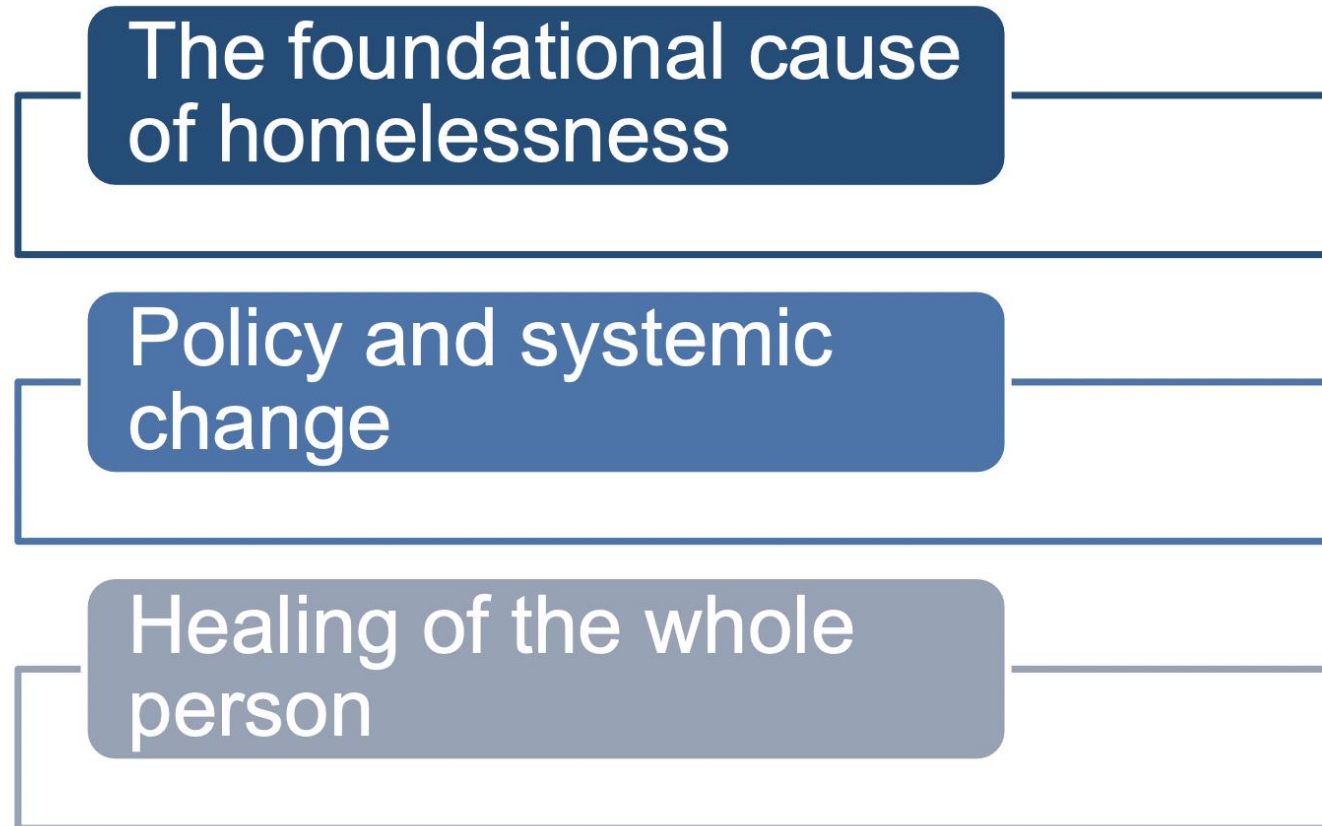 The foundational cause
of homelessness
Policy and systemic
change
Healing of the whole
person